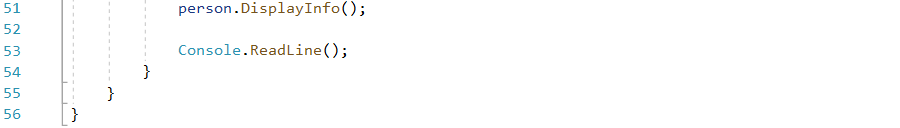 51 person.DisplayInfo();
52
53 Console.ReadLine();
54 }
55 }
56 }